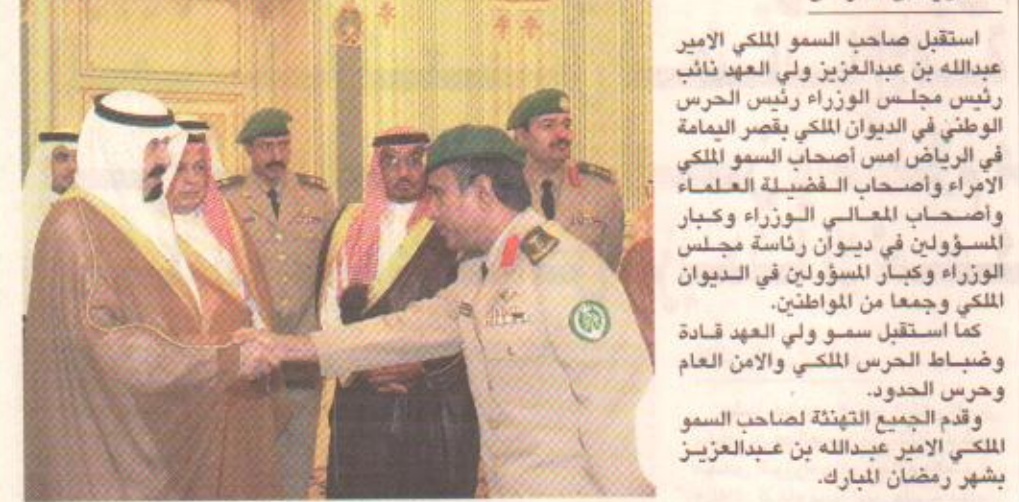 استقبل صاحب السمو الملكي الامير
عبدالله بن عبدالعزيز ولي العهد نائب
رئيس مجلس الوزراء رئيس الحرس
الوطني في الديوان الملكي بقصر اليمامة
في الرياض امس أصحاب السمو الملكي
الامراء وأصحاب الفضيلة العلماء
وأصحاب المعالي الوزراء وكبار
المسؤولين في ديوان رئاسة مجلس
الوزراء وكبار المسؤولين في الديوان
الملكي وجمعا من المواطنين.
كما استقبل سمو ولي العهد قادة
وضباط الحرس الملكي والامن العام
وحرس الحدود.
وقدم الجميع التهنئة لصاحب السمو
الملكي الامير عبدالله بن عبدالعزيز
بشهر رمضان المبارك.